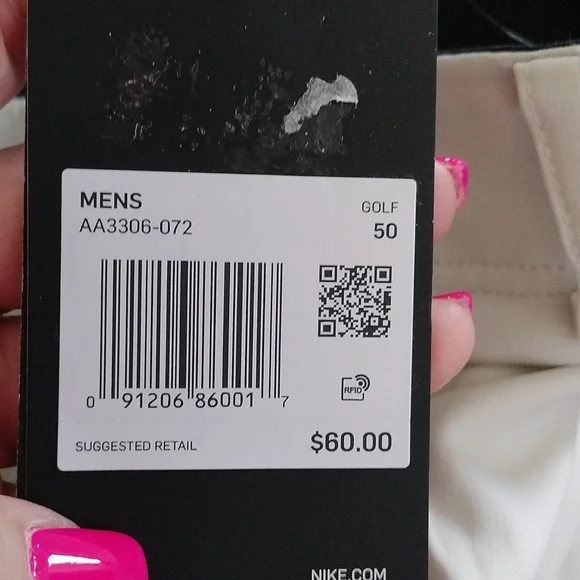 MENS
AA3306-072
GOLF
50
0 91206 86001 7
RFID
SUGGESTED RETAIL
$60.00
NIKE.COM